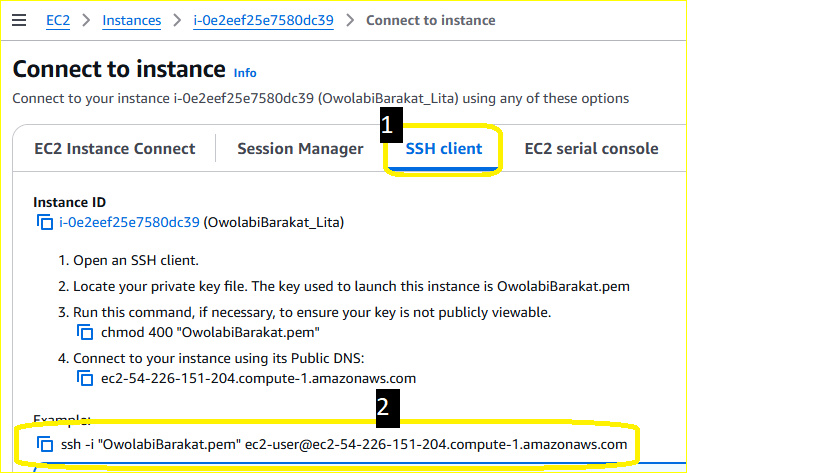 EC2 > Instances > i-0e2eef25e7580dc39 > Connect to instance
Connect to instance Info
Connect to your instance i-0e2eef25e7580dc39 (OwolabiBarakat_Lita) using any of these options
1
EC2 Instance Connect Session Manager SSH client EC2 serial console
Instance ID
i-0e2eef25e7580dc39 (OwolabiBarakat_Lita)
1. Open an SSH client.
2. Locate your private key file. The key used to launch this instance is OwolabiBarakat.pem
3. Run this command, if necessary, to ensure your key is not publicly viewable.
chmod 400 "OwolabiBarakat.pem"
4. Connect to your instance using its Public DNS:
ec2-54-226-151-204.compute-1.amazonaws.com
2
Example:
ssh -i "OwolabiBarakat.pem" ec2-user@ec2-54-226-151-204.compute-1.amazonaws.com